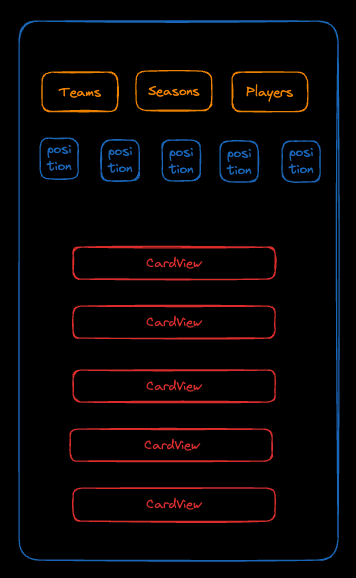 Teams Seasons Players
posi posi posi posi posi
tion tion tion tion tion
CardView
CardView
CardView
CardView
CardView